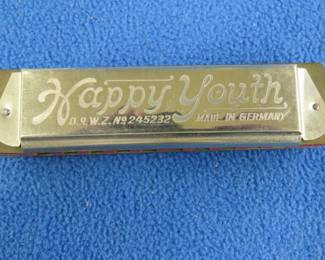 Happy Youth
D.R.W.Z. No 245232 MADE IN GERMANY